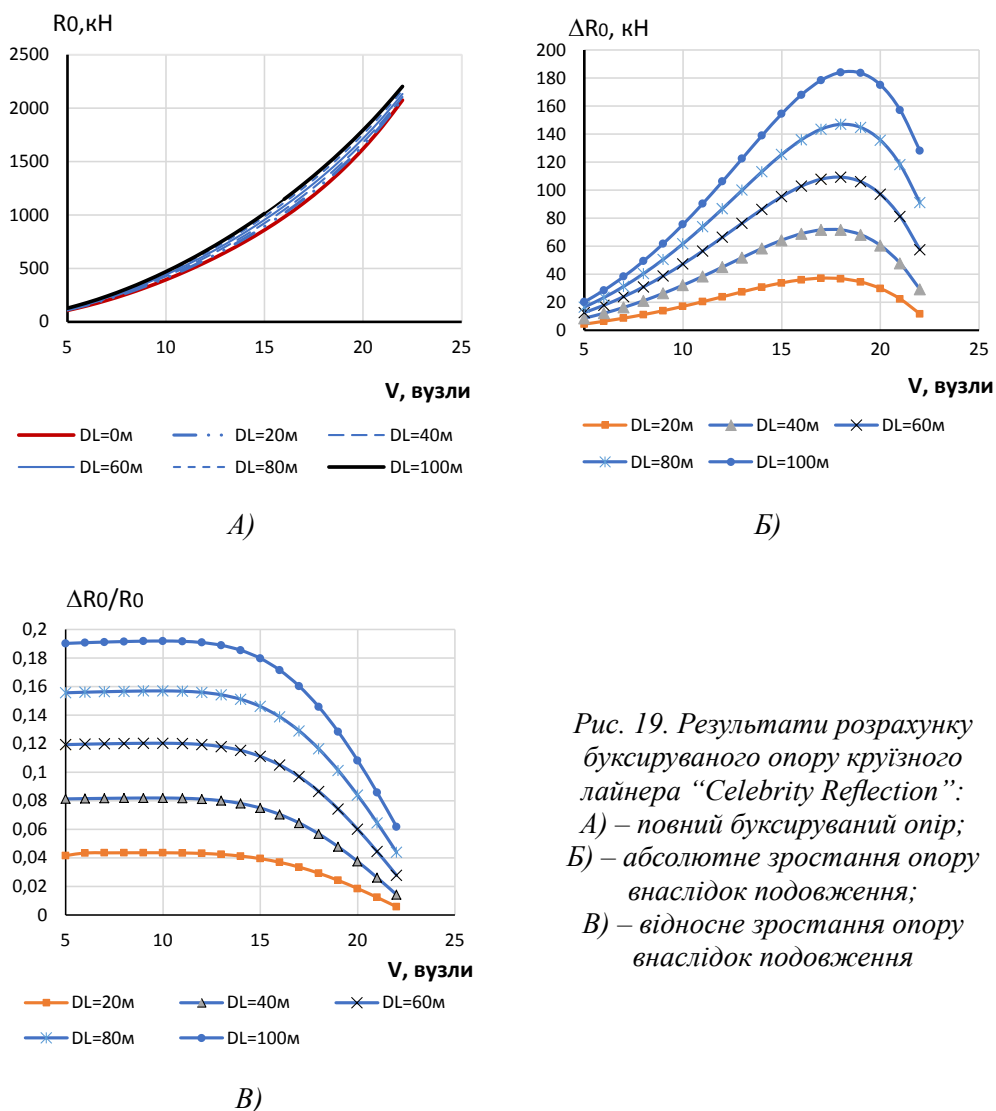 R0,кН
2500
2000
1500
1000
500
0
5 10 15 20 25
V, вузли
DL=0м DL=20м DL=40м
DL=60м DL=80м DL=100м
А)
ΔR0, кН
200
180
160
140
120
100
80
60
40
20
0
5 10 15 20 25
V, вузли
DL=20м DL=40м DL=60м
DL=80м DL=100м
Б)
ΔR0/R0
0,2
0,18
0,16
0,14
0,12
0,1
0,08
0,06
0,04
0,02
0
5 10 15 20 25
V, вузли
DL=20м DL=40м DL=60м
DL=80м DL=100м
В)
Рис. 19. Результати розрахунку
буксируваного опору круїзного
лайнера “Celebrity Reflection”:
А) – повний буксируваний опір;
Б) – абсолютне зростання опору
внаслідок подовження;
В) – відносне зростання опору
внаслідок подовження